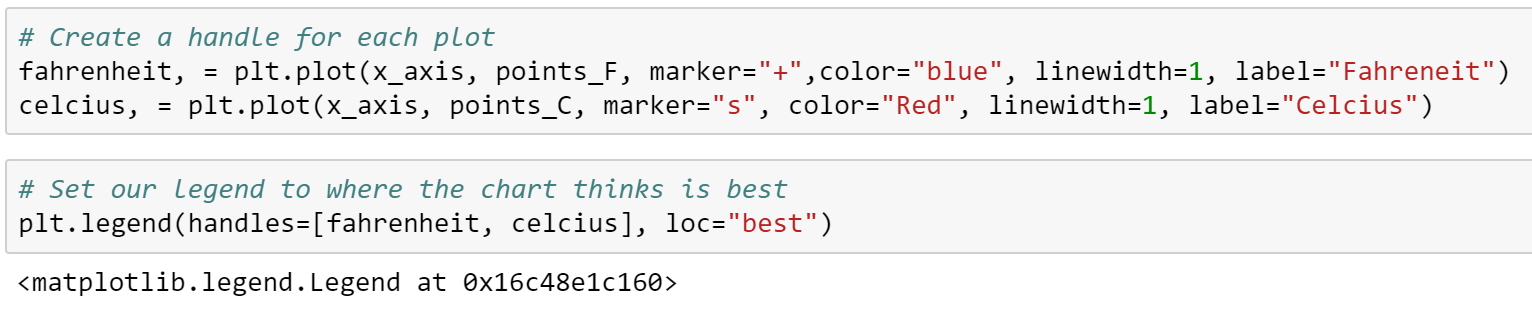 # Create a handle for each plot
fahrenheit, = plt.plot(x_axis, points_F, marker="+",color="blue", linewidth=1, label="Fahreneit")
celcius, = plt.plot(x_axis, points_C, marker="s", color="Red", linewidth=1, label="Celcius")
# Set our legend to where the chart thinks is best
plt.legend(handles=[fahrenheit, celcius], loc="best")
<matplotlib.legend.Legend at 0x16c48e1c160>